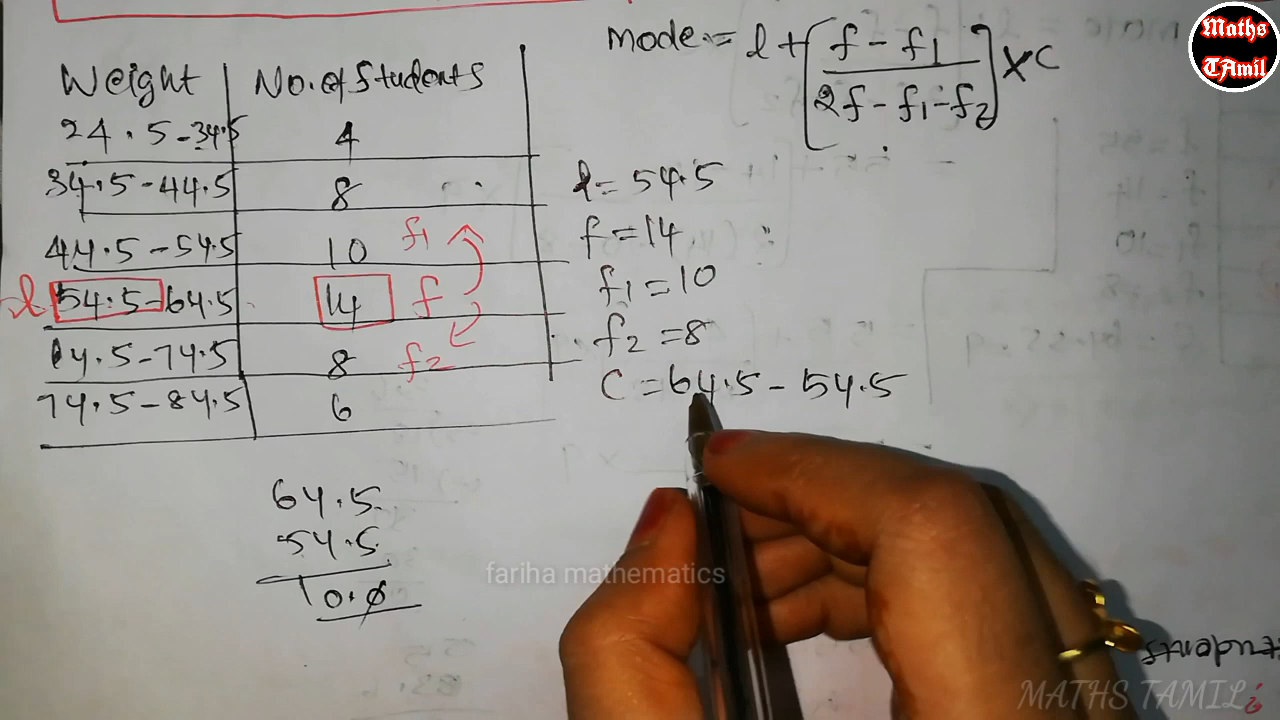 Maths
TAmil
Mode = l + [ f - f1 / 2f - f1 - f2 ] × C
Weight No. of Students
24.5-34.5 4
34.5-44.5 8
44.5-54.5 10 f1
l 54.5-64.5 14 f
64.5-74.5 8 f2
74.5-84.5 6
l = 54.5
f = 14
f1 = 10
f2 = 8
C = 64.5 - 54.5
64.5
54.5
10.0
fariha mathematics
students
MATHS TAMIL